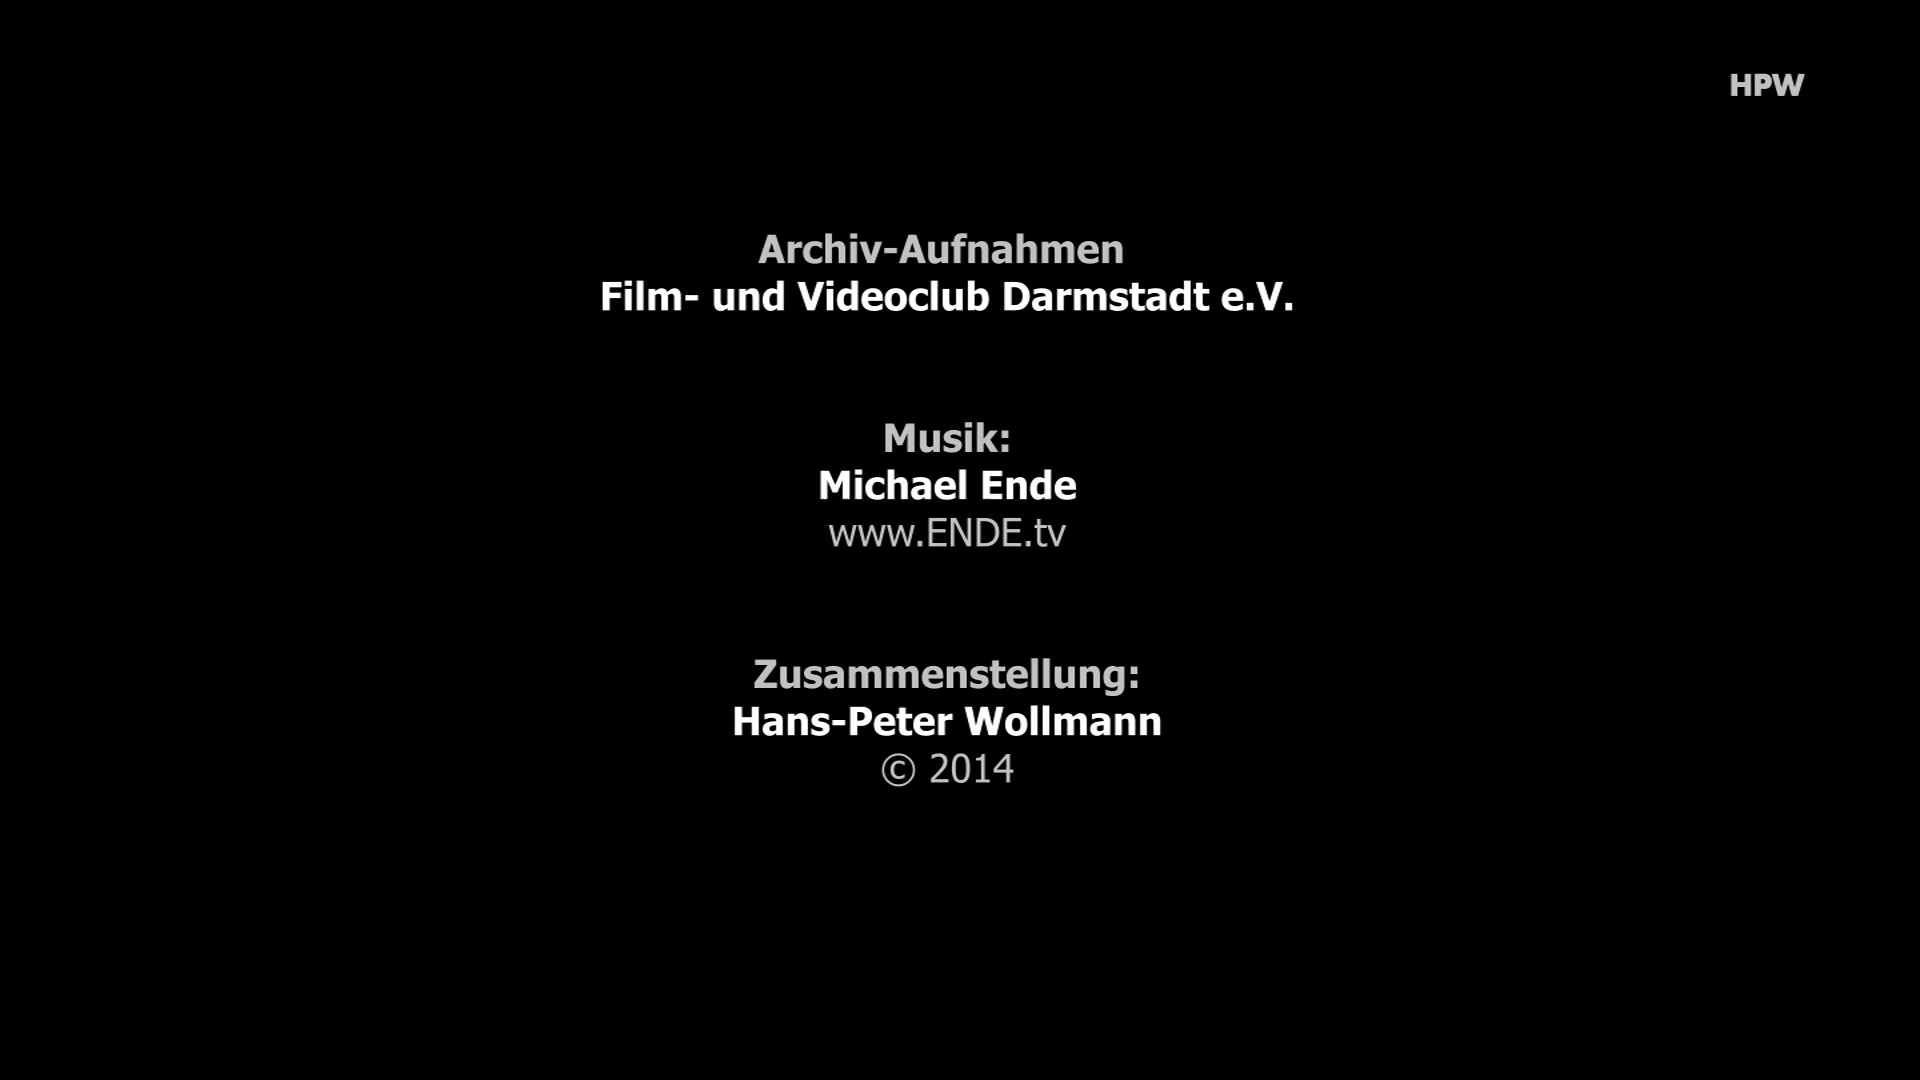 HPW
Archiv-Aufnahmen
Film- und Videoclub Darmstadt e.V.
Musik:
Michael Ende
www.ENDE.tv
Zusammenstellung:
Hans-Peter Wollmann
© 2014